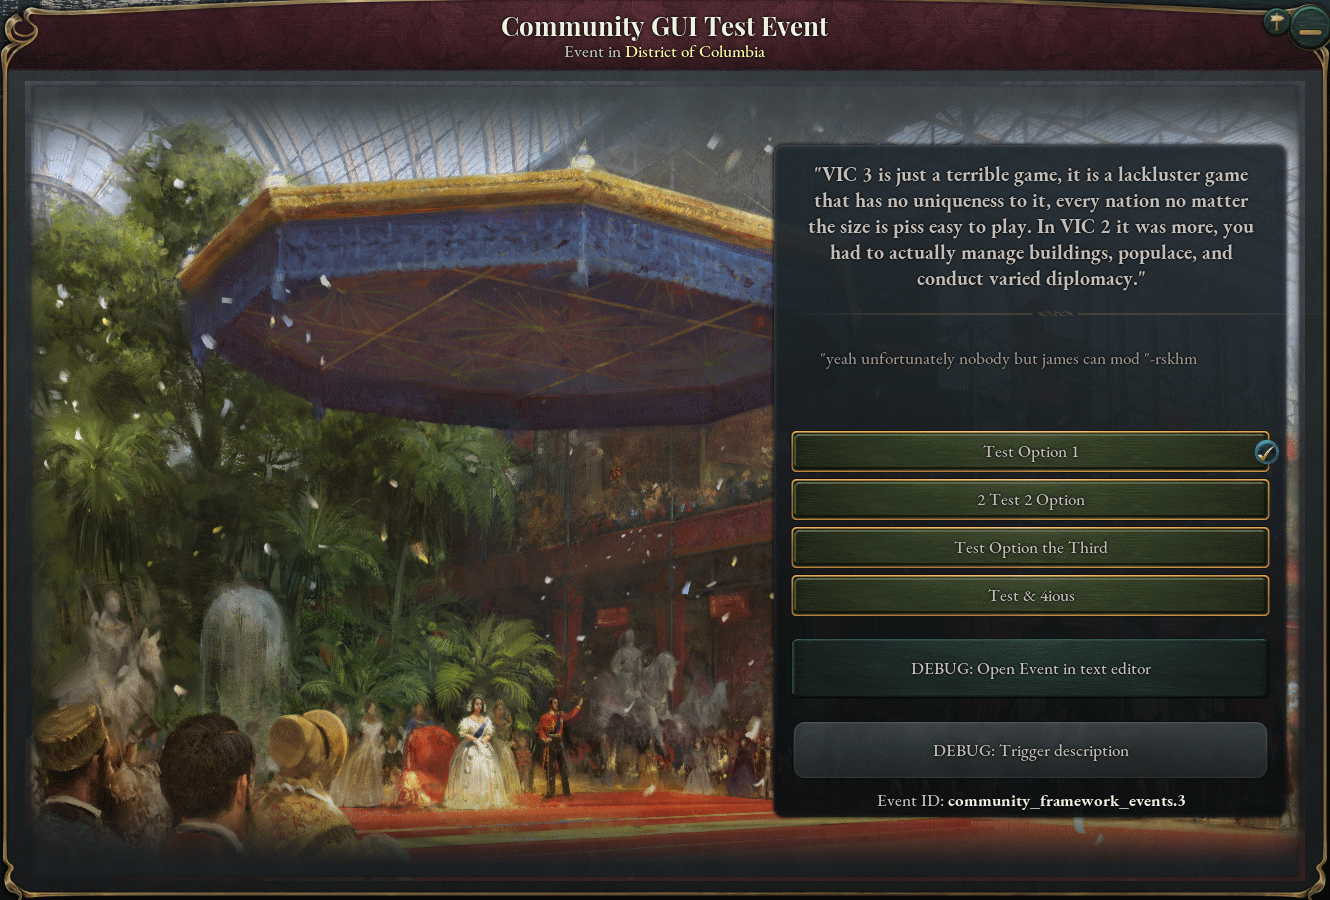 Community GUI Test Event
Event in District of Columbia
"VIC 3 is just a terrible game, it is a lackluster game
that has no uniqueness to it, every nation no matter
the size is piss easy to play. In VIC 2 it was more, you
had to actually manage buildings, populace, and
conduct varied diplomacy."
"yeah unfortunately nobody but james can mod "-rskhm
Test Option 1
2 Test 2 Option
Test Option the Third
Test & 4ious
DEBUG: Open Event in text editor
DEBUG: Trigger description
Event ID: community_framework_events.3